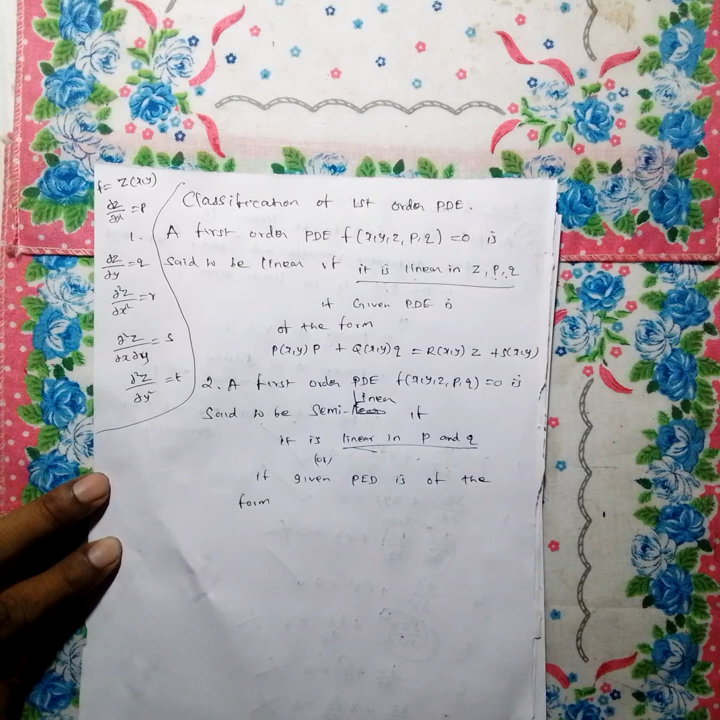 f = Z(x,y)
∂z/∂x = p
∂z/∂y = q
∂²z/∂x² = r
∂²z/∂x∂y = s
∂²z/∂y² = t
Classification of 1st order PDE.
1. A first order PDE f(x,y,z,p,q) = 0 is
said to be linear if it is linear in z, p, q
if Given PDE is
of the form
P(x,y) p + Q(x,y) q = R(x,y) z + S(x,y)
2. A first order PDE f(x,y,z,p,q) = 0 is
said to be semi-linear if
it is linear in p and q
(or)
if given PED is of the
form